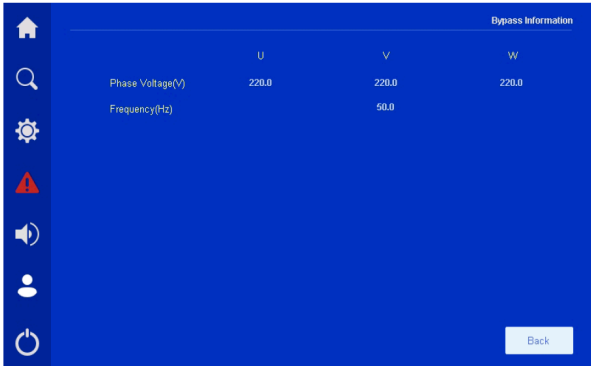 Bypass Information
U V W
Phase Voltage(V) 220.0 220.0 220.0
Frequency(Hz) 50.0
Back